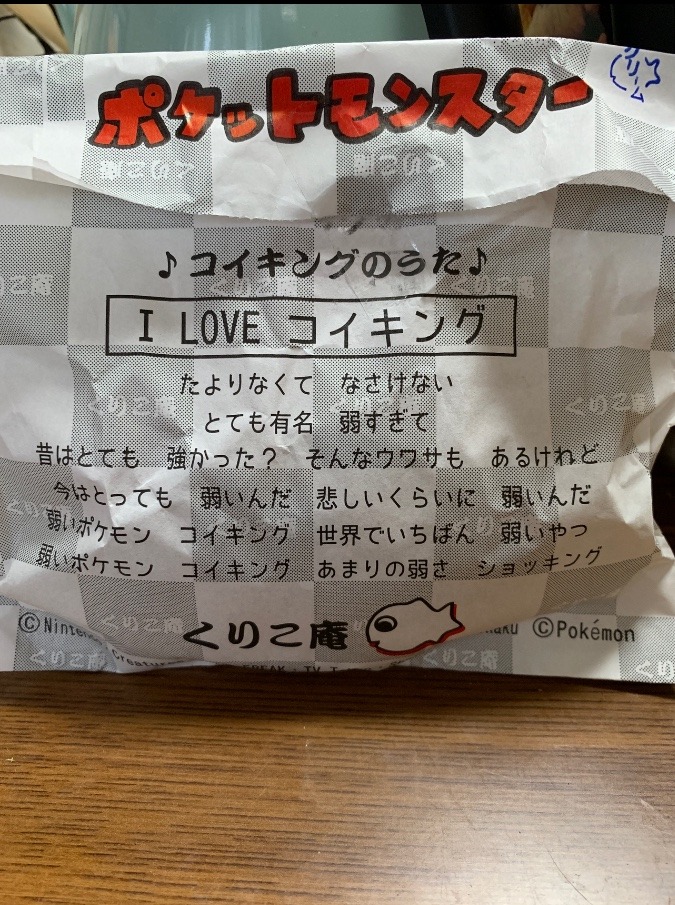 ポケットモンスター
♪コイキングのうた♪
I LOVE コイキング
たよりなくて　なさけない
とても有名　弱すぎて
昔はとても　強かった？　そんなウワサも　あるけれど
今はとっても　弱いんだ　悲しいくらいに　弱いんだ
弱いポケモン　コイキング　世界でいちばん　弱いやつ
弱いポケモン　コイキング　あまりの弱さ　ショッキング
くりこ庵
©Pokémon